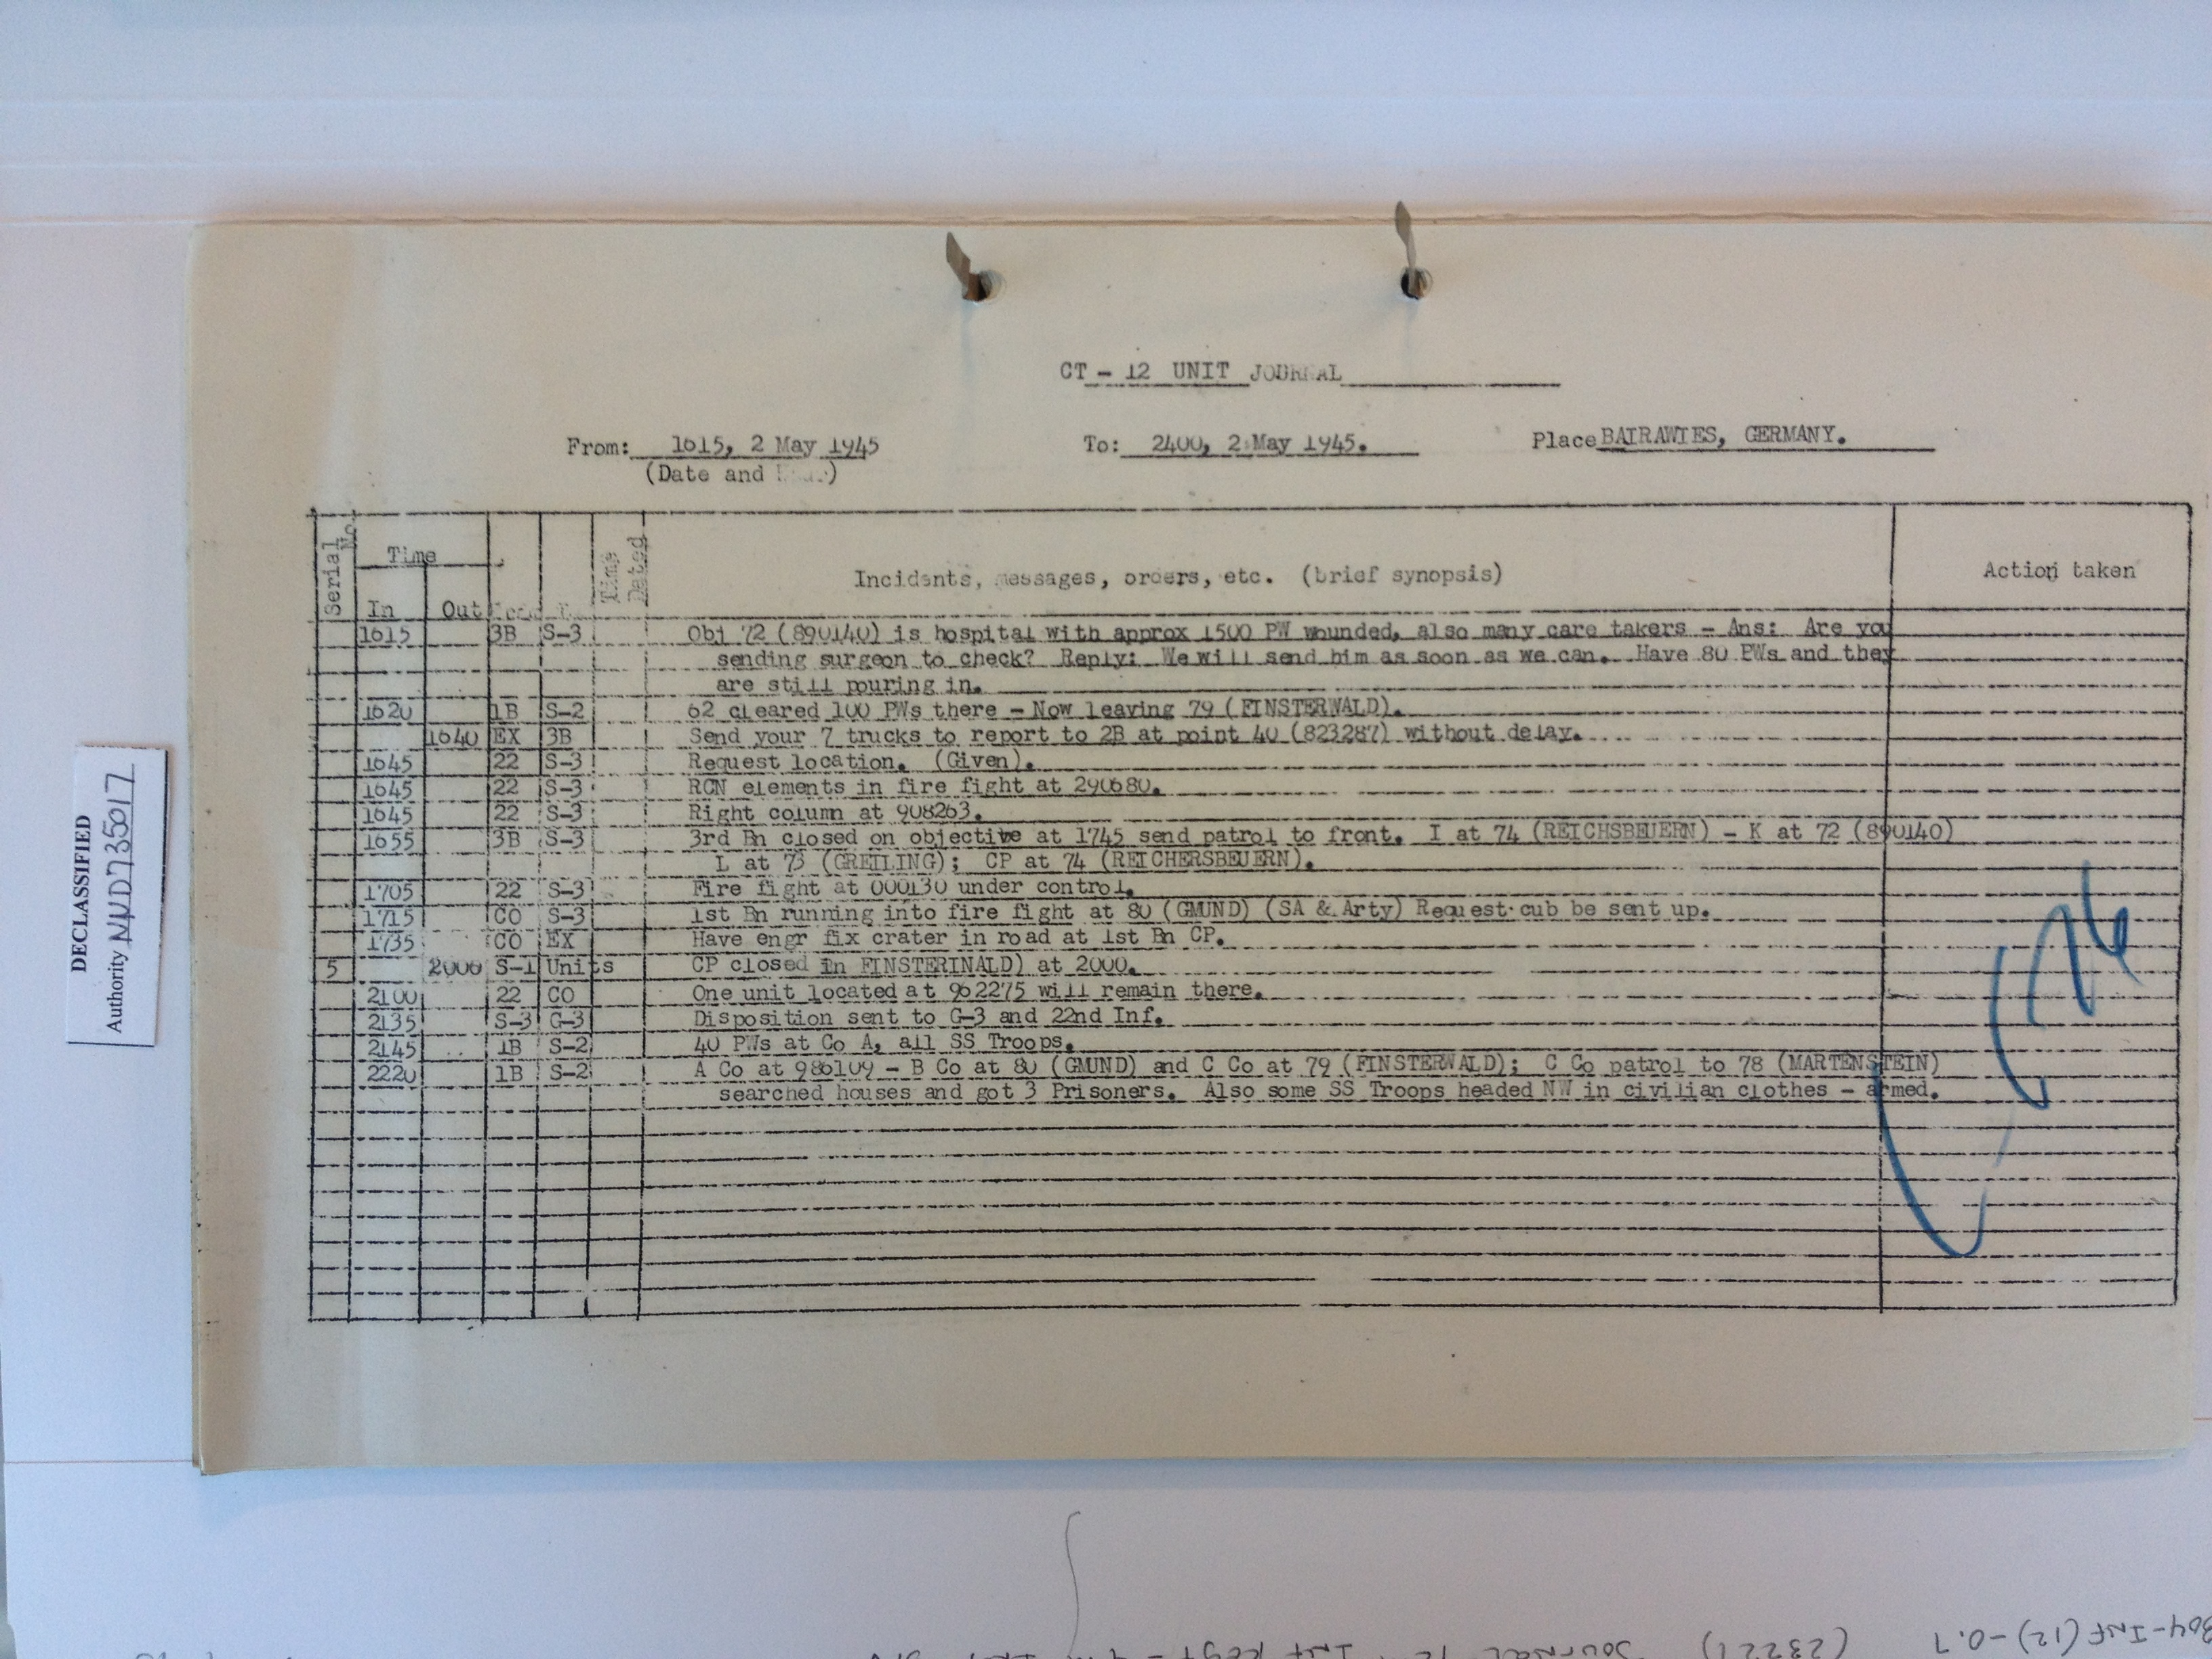 CT - 12 UNIT JOURNAL
From: 1615, 2 May 1945 To: 2400, 2 May 1945. Place BAIRAWIES, GERMANY.
(Date and )
Serial No. Time In Out Time Dated Incidents, messages, orders, etc. (brief synopsis) Action taken
1615 3B S-3 Obj 72 (890140) is hospital with approx 1500 PW wounded, also many care takers - Ans: Are you
sending surgeon to check? Reply: We will send him as soon as we can. Have 80 PWs and they
are still pouring in.
1620 1B S-2 62 cleared 100 PWs there - Now leaving 79 (FINSTERWALD).
1640 EX 3B Send your 7 trucks to report to 2B at point 40 (823287) without delay.
1645 22 S-3 Request location. (Given).
1645 22 S-3 RCN elements in fire fight at 290680.
1645 22 S-3 Right column at 908263.
1655 3B S-3 3rd Bn closed on objective at 1745 send patrol to front. I at 74 (REICHSBEUERN) - K at 72 (890140)
L at 73 (GREILING); CP at 74 (REICHERSBEUERN).
1705 22 S-3 Fire fight at 000130 under control.
1715 CO S-3 1st Bn running into fire fight at 80 (GMUND) (SA & Arty) Request cub be sent up.
1735 CO EX Have engr fix crater in road at 1st Bn CP.
5 2000 S-1 Units CP closed in FINSTERINALD) at 2000.
2100 22 CO One unit located at 962275 will remain there.
2135 S-3 G-3 Disposition sent to G-3 and 22nd Inf.
2145 1B S-2 40 PWs at Co A, all SS Troops.
2220 1B S-2 A Co at 986109 - B Co at 80 (GMUND) and C Co at 79 (FINSTERWALD); C Co patrol to 78 (MARTENSTEIN)
searched houses and got 3 Prisoners. Also some SS Troops headed NW in civilian clothes - armed.
DECLASSIFIED
Authority NND735017
304-INF(12)-0.7 (23221)